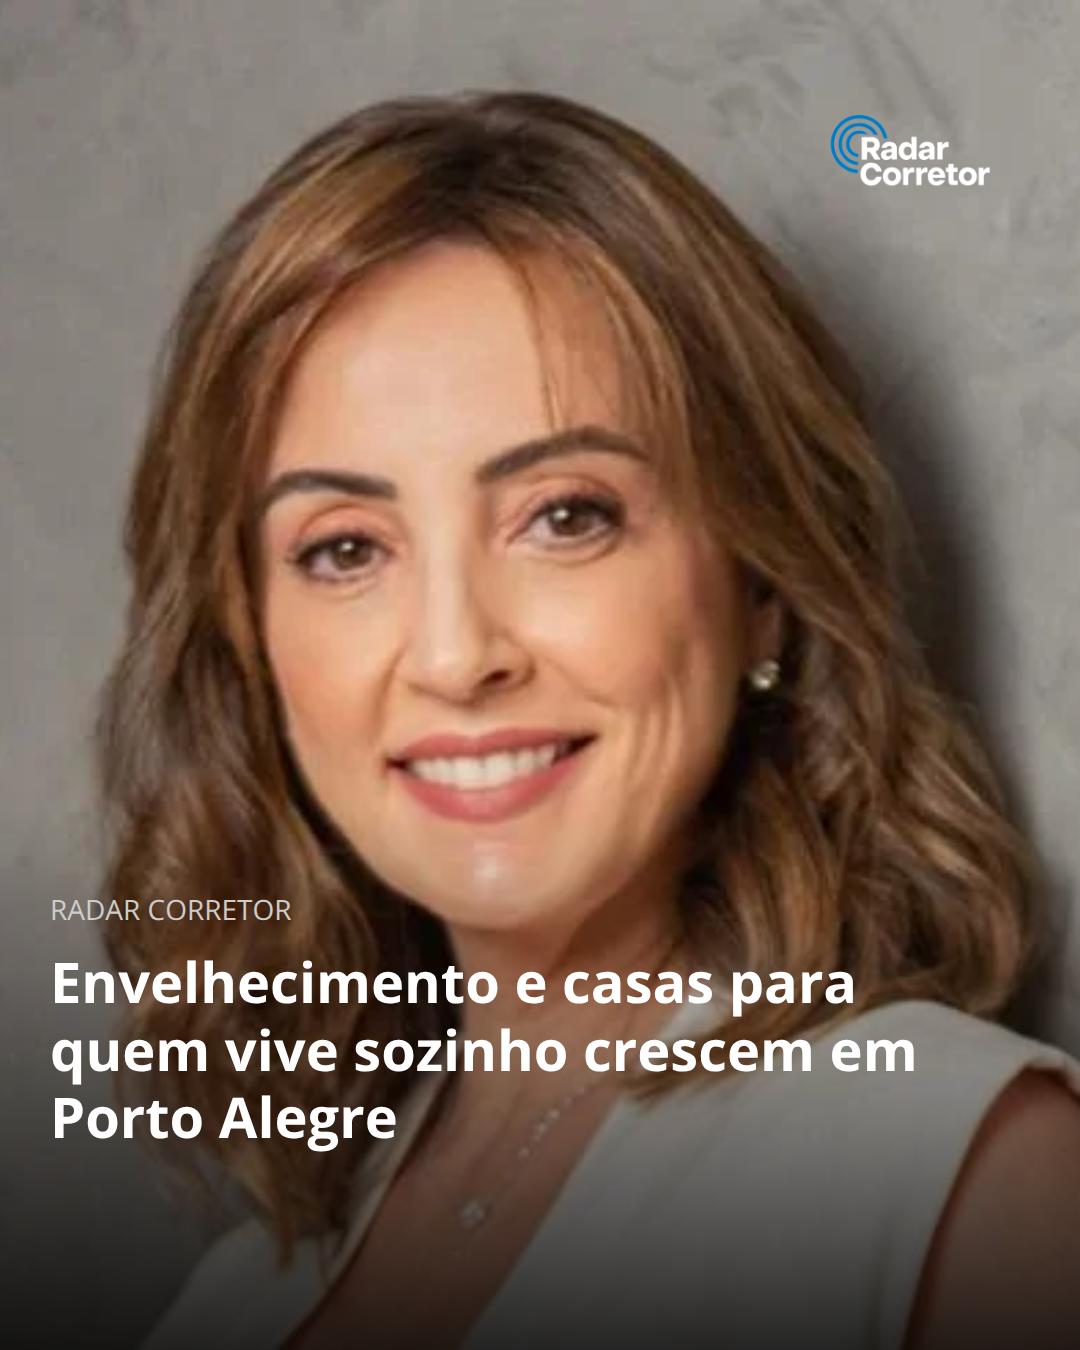 Radar
Corretor
RADAR CORRETOR
Envelhecimento e casas para
quem vive sozinho crescem em
Porto Alegre